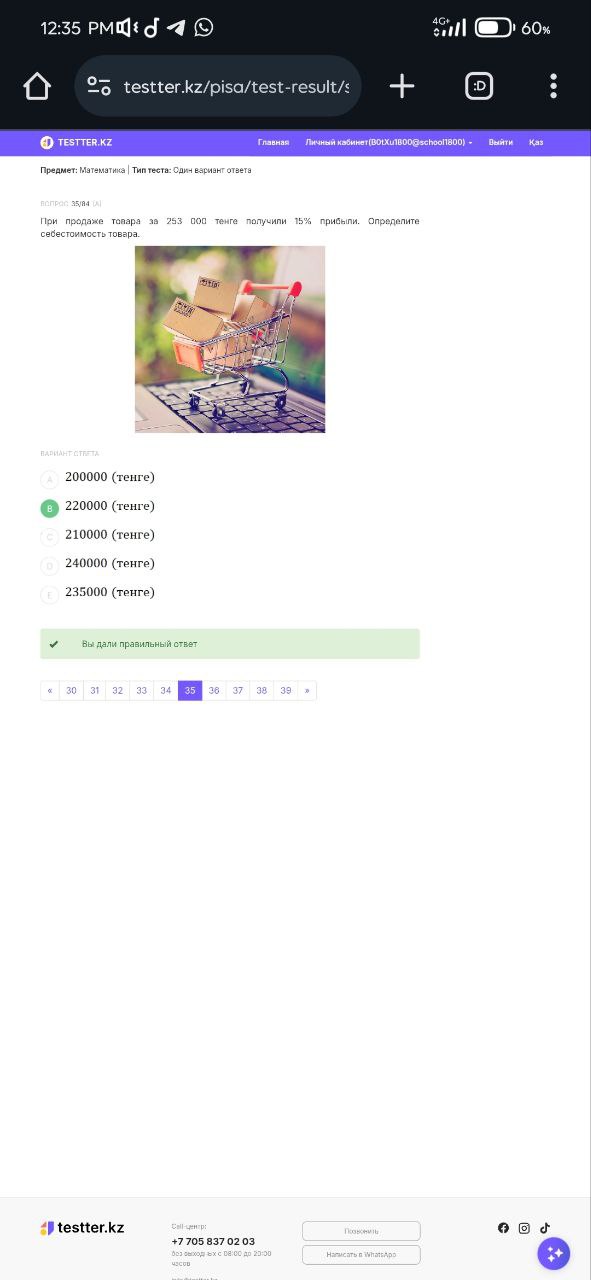 12:35 PM 4G+ 60%
testter.kz/pisa/test-result/s :D
TESTTER.KZ Главная Личный кабинет(B0tXu1800@school1800) Выйти Қаз
Предмет: Математика | Тип теста: Один вариант ответа
ВОПРОС 35/84 (A)
При продаже товара за 253 000 тенге получили 15% прибыли. Определите
себестоимость товара.
ВАРИАНТ ОТВЕТА
A 200000 (тенге)
B 220000 (тенге)
C 210000 (тенге)
D 240000 (тенге)
E 235000 (тенге)
Вы дали правильный ответ
« 30 31 32 33 34 35 36 37 38 39 »
testter.kz
Call-центр:
+7 705 837 02 03
без выходных с 08:00 до 20:00
часов
Позвонить
Написать в WhatsApp